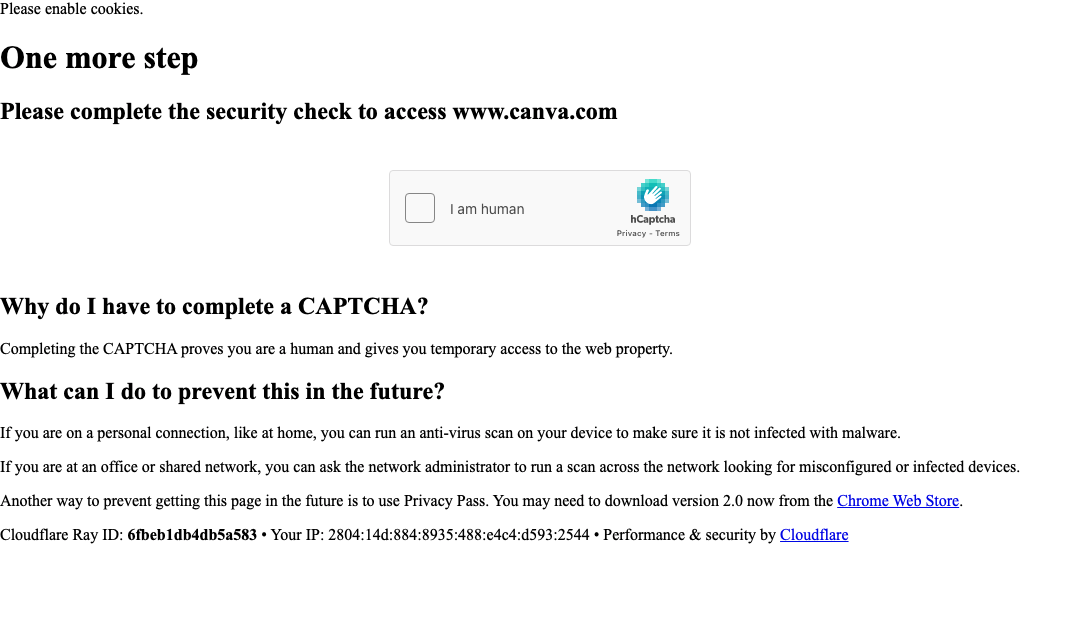 Please enable cookies.
One more step
Please complete the security check to access www.canva.com
I am human
hCaptcha
Privacy - Terms
Why do I have to complete a CAPTCHA?
Completing the CAPTCHA proves you are a human and gives you temporary access to the web property.
What can I do to prevent this in the future?
If you are on a personal connection, like at home, you can run an anti-virus scan on your device to make sure it is not infected with malware.
If you are at an office or shared network, you can ask the network administrator to run a scan across the network looking for misconfigured or infected devices.
Another way to prevent getting this page in the future is to use Privacy Pass. You may need to download version 2.0 now from the Chrome Web Store.
Cloudflare Ray ID: 6fbeb1db4db5a583 • Your IP: 2804:14d:884:8935:488:e4c4:d593:2544 • Performance & security by Cloudflare